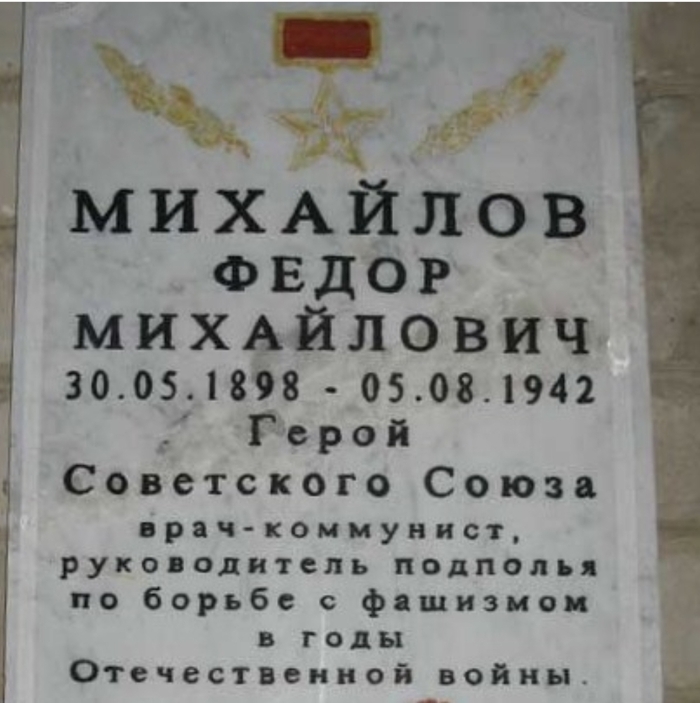 МИХАЙЛОВ
ФЕДОР
МИХАЙЛОВИЧ
30.05.1898 - 05.08.1942
Герой
Советского Союза
врач-коммунист,
руководитель подполья
по борьбе с фашизмом
в годы
Отечественной войны.